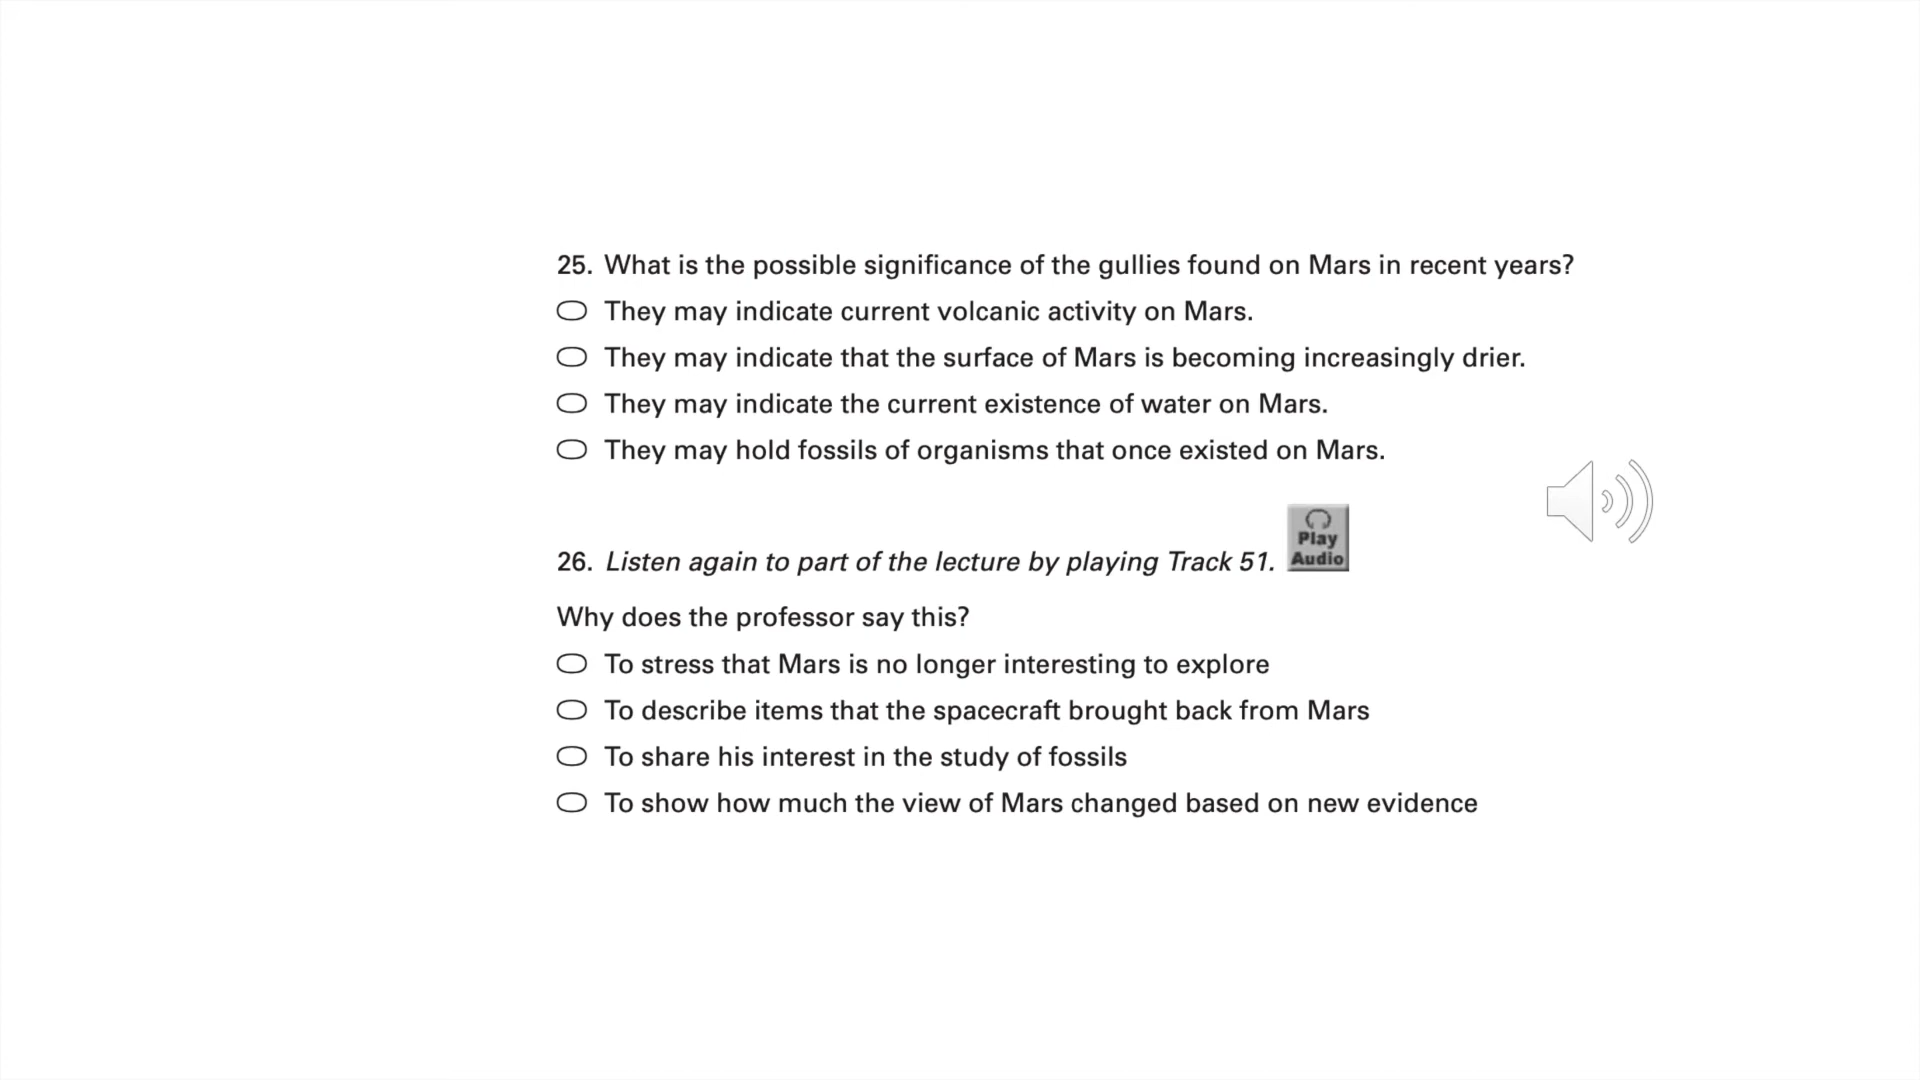 25. What is the possible significance of the gullies found on Mars in recent years?
They may indicate current volcanic activity on Mars.
They may indicate that the surface of Mars is becoming increasingly drier.
They may indicate the current existence of water on Mars.
They may hold fossils of organisms that once existed on Mars.
26. Listen again to part of the lecture by playing Track 51.
Play
Audio
Why does the professor say this?
To stress that Mars is no longer interesting to explore
To describe items that the spacecraft brought back from Mars
To share his interest in the study of fossils
To show how much the view of Mars changed based on new evidence